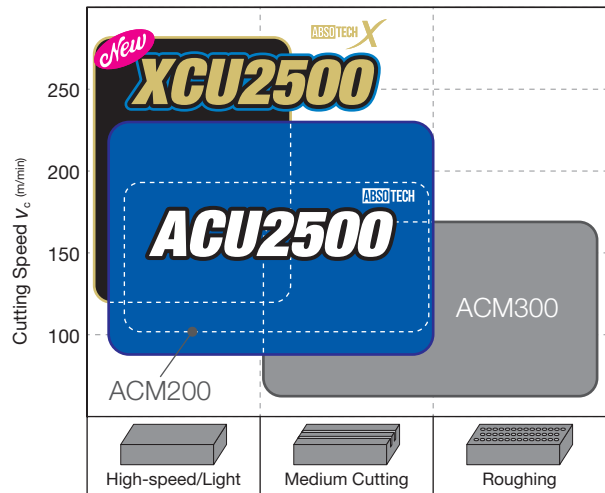 ABSOTECH X
New
XCU2500
Cutting Speed vc (m/min)
250
200
150
100
ABSOTECH
ACU2500
ACM300
ACM200
High-speed/Light
Medium Cutting
Roughing